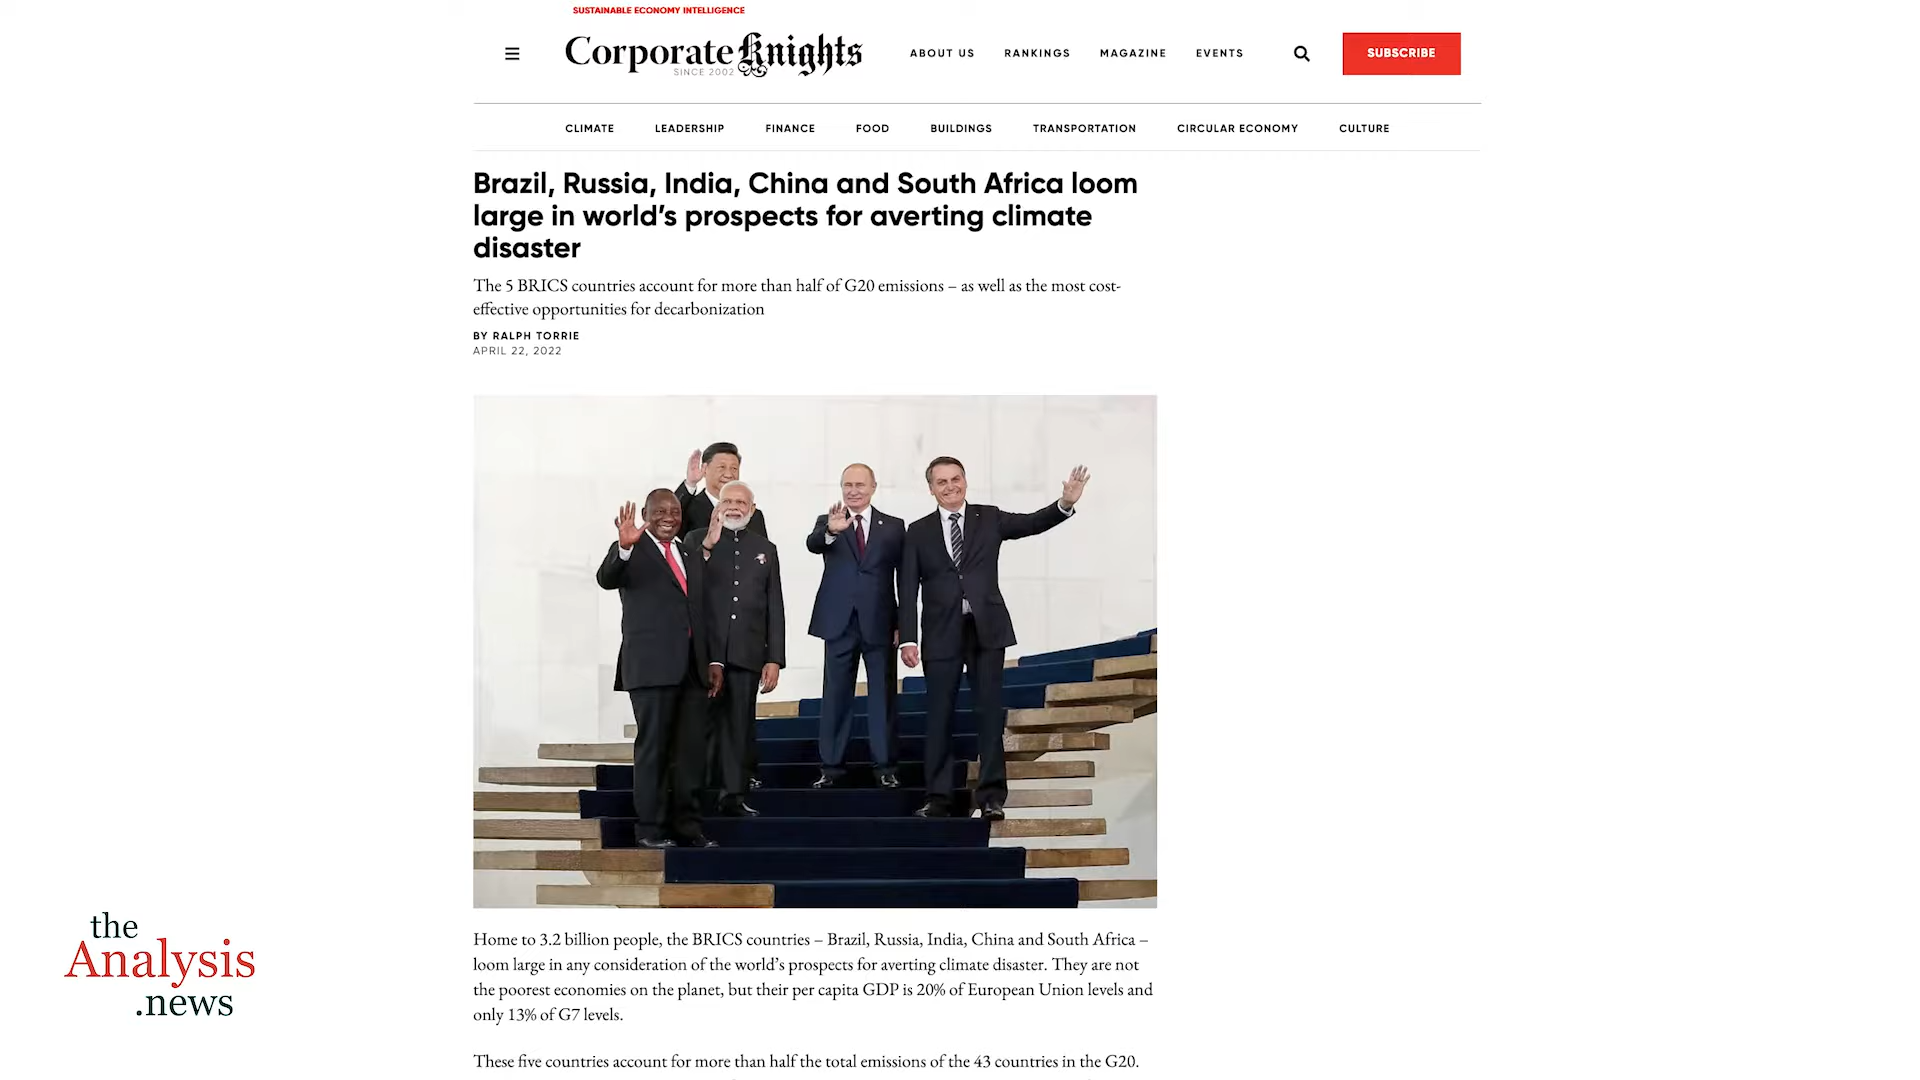 SUSTAINABLE ECONOMY INTELLIGENCE
Corporate Knights
SINCE 2002
ABOUT US RANKINGS MAGAZINE EVENTS
SUBSCRIBE
CLIMATE LEADERSHIP FINANCE FOOD BUILDINGS TRANSPORTATION CIRCULAR ECONOMY CULTURE
Brazil, Russia, India, China and South Africa loom
large in world’s prospects for averting climate
disaster
The 5 BRICS countries account for more than half of G20 emissions – as well as the most cost-
effective opportunities for decarbonization
BY RALPH TORRIE
APRIL 22, 2022
Home to 3.2 billion people, the BRICS countries – Brazil, Russia, India, China and South Africa –
loom large in any consideration of the world’s prospects for averting climate disaster. They are not
the poorest economies on the planet, but their per capita GDP is 20% of European Union levels and
only 13% of G7 levels.
These five countries account for more than half the total emissions of the 43 countries in the G20.
the
Analysis
.news